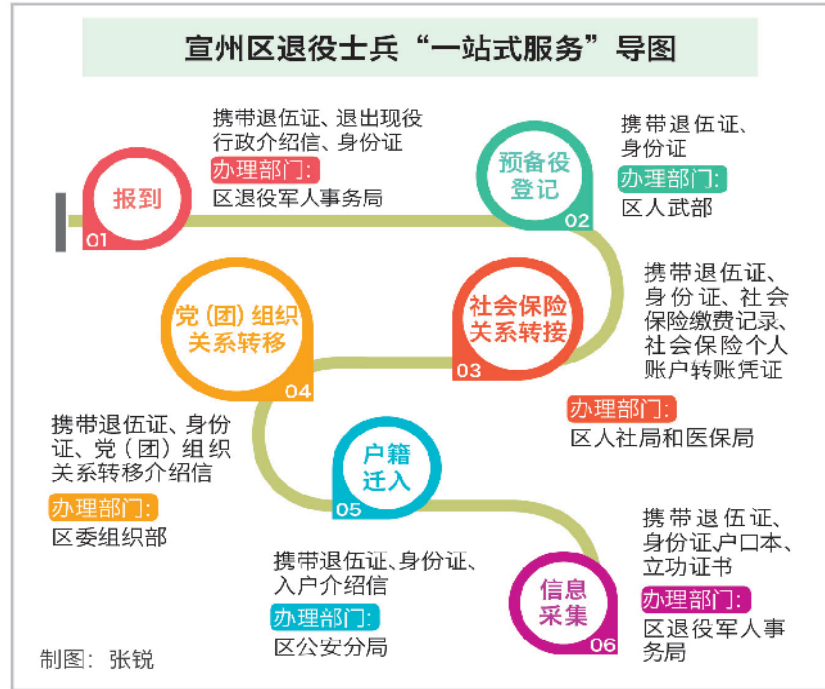 宣州区退役士兵“一站式服务”导图
报到
01
携带退伍证、退出现役
行政介绍信、身份证
办理部门：
区退役军人事务局
预备役
登记
02
携带退伍证、
身份证
办理部门：
区人武部
社会保险
关系转接
03
携带退伍证、
身份证、社会
保险缴费记录、
社会保险个人
账户转账凭证
办理部门：
区人社局和医保局
党（团）组织
关系转移
04
携带退伍证、身份
证、党（团）组织
关系转移介绍信
办理部门：
区委组织部
户籍
迁入
05
携带退伍证、身份证、
入户介绍信
办理部门：
区公安分局
信息
采集
06
携带退伍证、
身份证、户口本、
立功证书
办理部门：
区退役军人事
务局
制图：张锐